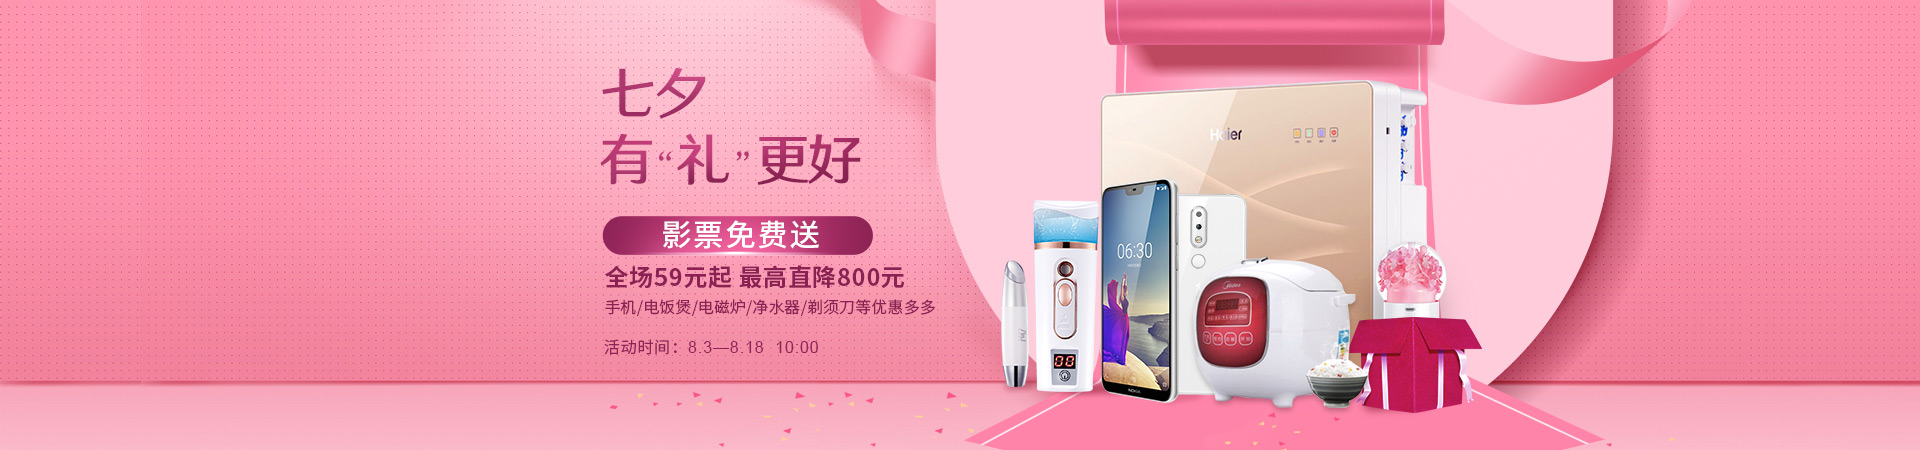 七夕
有“礼”更好
影票免费送
全场59元起 最高直降800元
手机/电饭煲/电磁炉/净水器/剃须刀等优惠多多
活动时间：8.3—8.18 10:00
Haier
06:30
NOKIA
Midea